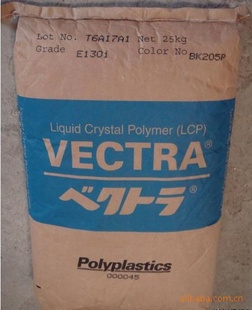 Lot No. T6A17A1 Net 25kg
Grade E130i Color No BK205P
Liquid Crystal Polymer (LCP)
VECTRA®
ベクトラ®
Polyplastics
000045